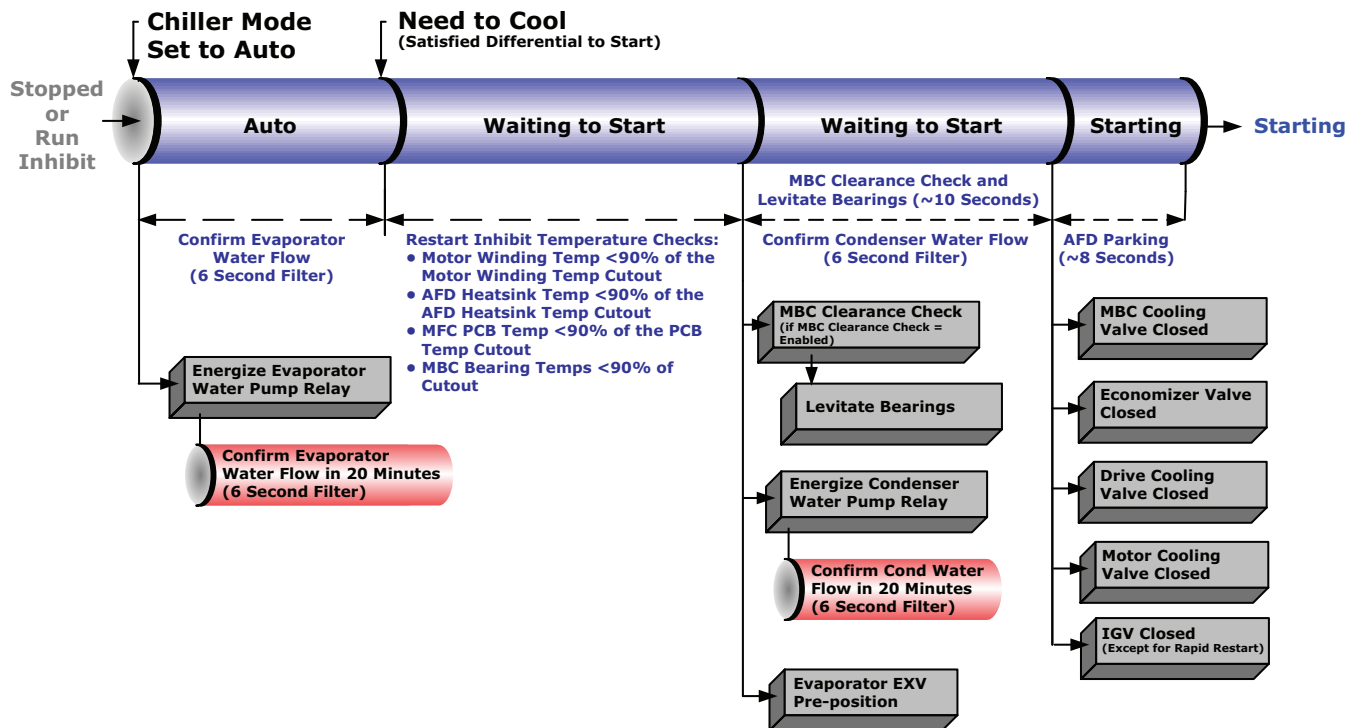 Chiller Mode
Set to Auto
Need to Cool
(Satisfied Differential to Start)
Stopped
or
Run
Inhibit
Auto
Waiting to Start
Waiting to Start
Starting
Starting
Confirm Evaporator
Water Flow
(6 Second Filter)
Restart Inhibit Temperature Checks:
• Motor Winding Temp <90% of the
Motor Winding Temp Cutout
• AFD Heatsink Temp <90% of the
AFD Heatsink Temp Cutout
• MFC PCB Temp <90% of the PCB
Temp Cutout
• MBC Bearing Temps <90% of
Cutout
MBC Clearance Check and
Levitate Bearings (~10 Seconds)
Confirm Condenser Water Flow
(6 Second Filter)
AFD Parking
(~8 Seconds)
Energize Evaporator
Water Pump Relay
Confirm Evaporator
Water Flow in 20 Minutes
(6 Second Filter)
MBC Clearance Check
(if MBC Clearance Check =
Enabled)
Levitate Bearings
Energize Condenser
Water Pump Relay
Confirm Cond Water
Flow in 20 Minutes
(6 Second Filter)
Evaporator EXV
Pre-position
MBC Cooling
Valve Closed
Economizer Valve
Closed
Drive Cooling
Valve Closed
Motor Cooling
Valve Closed
IGV Closed
(Except for Rapid Restart)